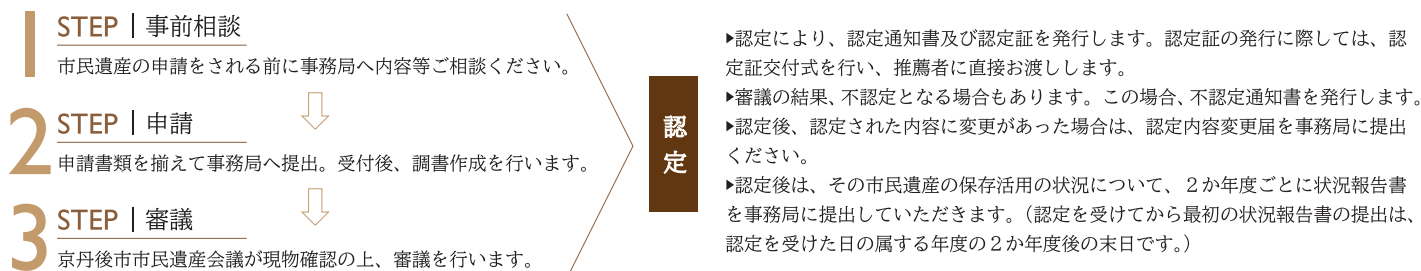 1 STEP｜事前相談
市民遺産の申請をされる前に事務局へ内容等ご相談ください。
2 STEP｜申請
申請書類を揃えて事務局へ提出。受付後、調書作成を行います。
3 STEP｜審議
京丹後市市民遺産会議が現物確認の上、審議を行います。
認定
▶認定により、認定通知書及び認定証を発行します。認定証の発行に際しては、認
定証交付式を行い、推薦者に直接お渡しします。
▶審議の結果、不認定となる場合もあります。この場合、不認定通知書を発行します。
▶認定後、認定された内容に変更があった場合は、認定内容変更届を事務局に提出
ください。
▶認定後は、その市民遺産の保存活用の状況について、２か年度ごとに状況報告書
を事務局に提出していただきます。（認定を受けてから最初の状況報告書の提出は、
認定を受けた日の属する年度の２か年度後の末日です。）